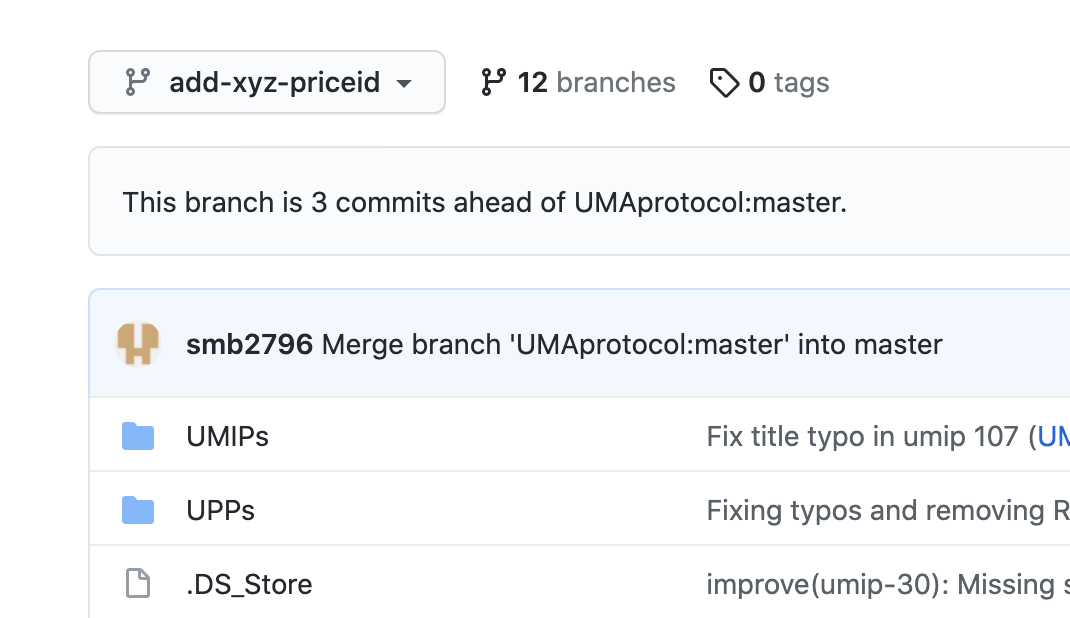 add-xyz-priceid 12 branches 0 tags
This branch is 3 commits ahead of UMAprotocol:master.
smb2796 Merge branch 'UMAprotocol:master' into master
UMIPs Fix title typo in umip 107 (UM
UPPs Fixing typos and removing R
.DS_Store improve(umip-30): Missing s